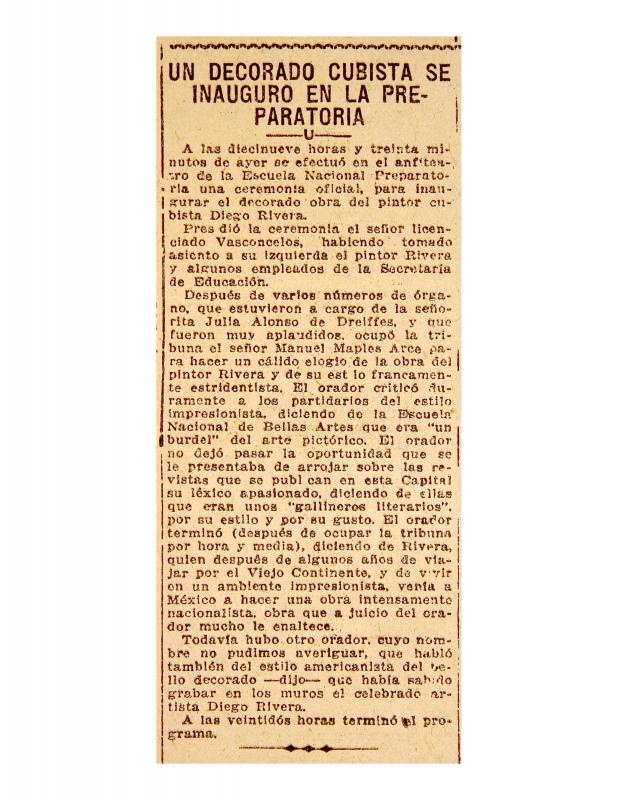 UN DECORADO CUBISTA SE
INAUGURO EN LA PRE-
PARATORIA
A las diecinueve horas y treinta mi-
nutos de ayer se efectuó en el anfitea-
tro de la Escuela Nacional Preparato-
ria una ceremonia oficial, para inau-
gurar el decorado obra del pintor cu-
bista Diego Rivera.
Pres dió la ceremonia el señor licen-
ciado Vasconcelos, habiendo tomado
asiento a su izquierda el pintor Rivera
y algunos empleados de la Secretaría
de Educación.
Después de varios números de órga-
no, que estuvieron a cargo de la seño-
rita Julia Alonso de Dreiffes, y que
fueron muy aplaudidos, ocupó la tri-
buna el señor Manuel Maples Arce pa-
ra hacer un cálido elogio de la obra del
pintor Rivera y de su est lo francamen-
te estridentista. El orador criticó du-
ramente a los partidarios del estilo
impresionista, diciendo de la Escuela
Nacional de Bellas Artes que era "un
burdel" del arte pictórico. El orador
no dejó pasar la oportunidad que se
le presentaba de arrojar sobre las re-
vistas que se publ can en esta Capital
su léxico apasionado, diciendo de ellas
que eran unos "gallineros literarios",
por su estilo y por su gusto. El orador
terminó (después de ocupar la tribuna
por hora y media), diciendo de Rivera,
quien después de algunos años de via-
jar por el Viejo Continente, y de vivir
en un ambiente impresionista, venía a
México a hacer una obra intensamente
nacionalista, obra que a juicio del ora-
dor mucho le enaltece.
Todavía hubo otro orador, cuyo nom-
bre no pudimos averiguar, que habló
también del estilo americanista del be-
llo decorado —dijo— que había sabido
grabar en los muros el celebrado ar-
tista Diego Rivera.
A las veintidós horas terminó el pro-
grama.